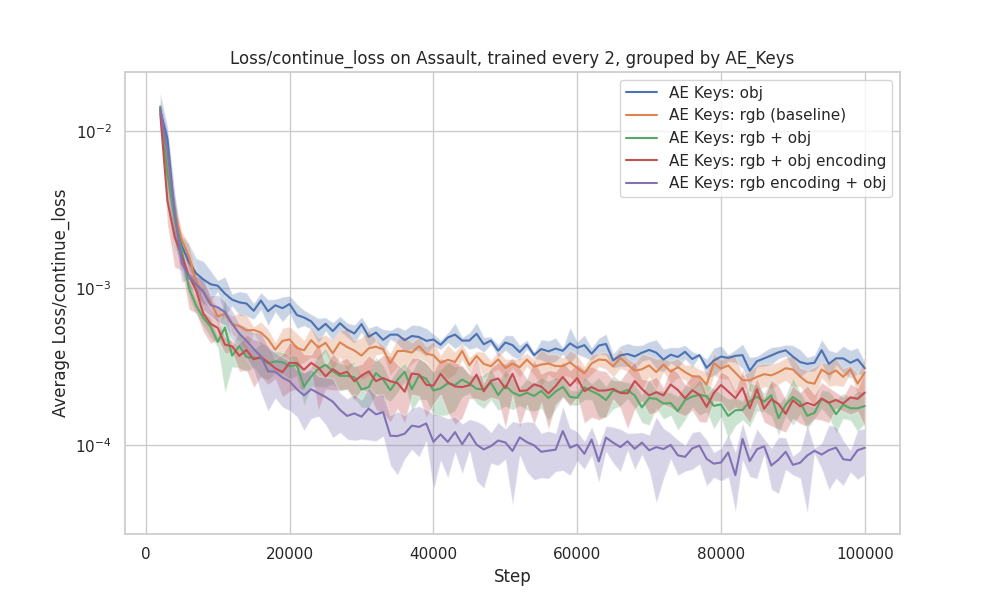 Loss/continue_loss on Assault, trained every 2, grouped by AE_Keys
AE Keys: obj
AE Keys: rgb (baseline)
AE Keys: rgb + obj
AE Keys: rgb + obj encoding
AE Keys: rgb encoding + obj
Average Loss/continue_loss
10⁻²
10⁻³
10⁻⁴
0 20000 40000 60000 80000 100000
Step